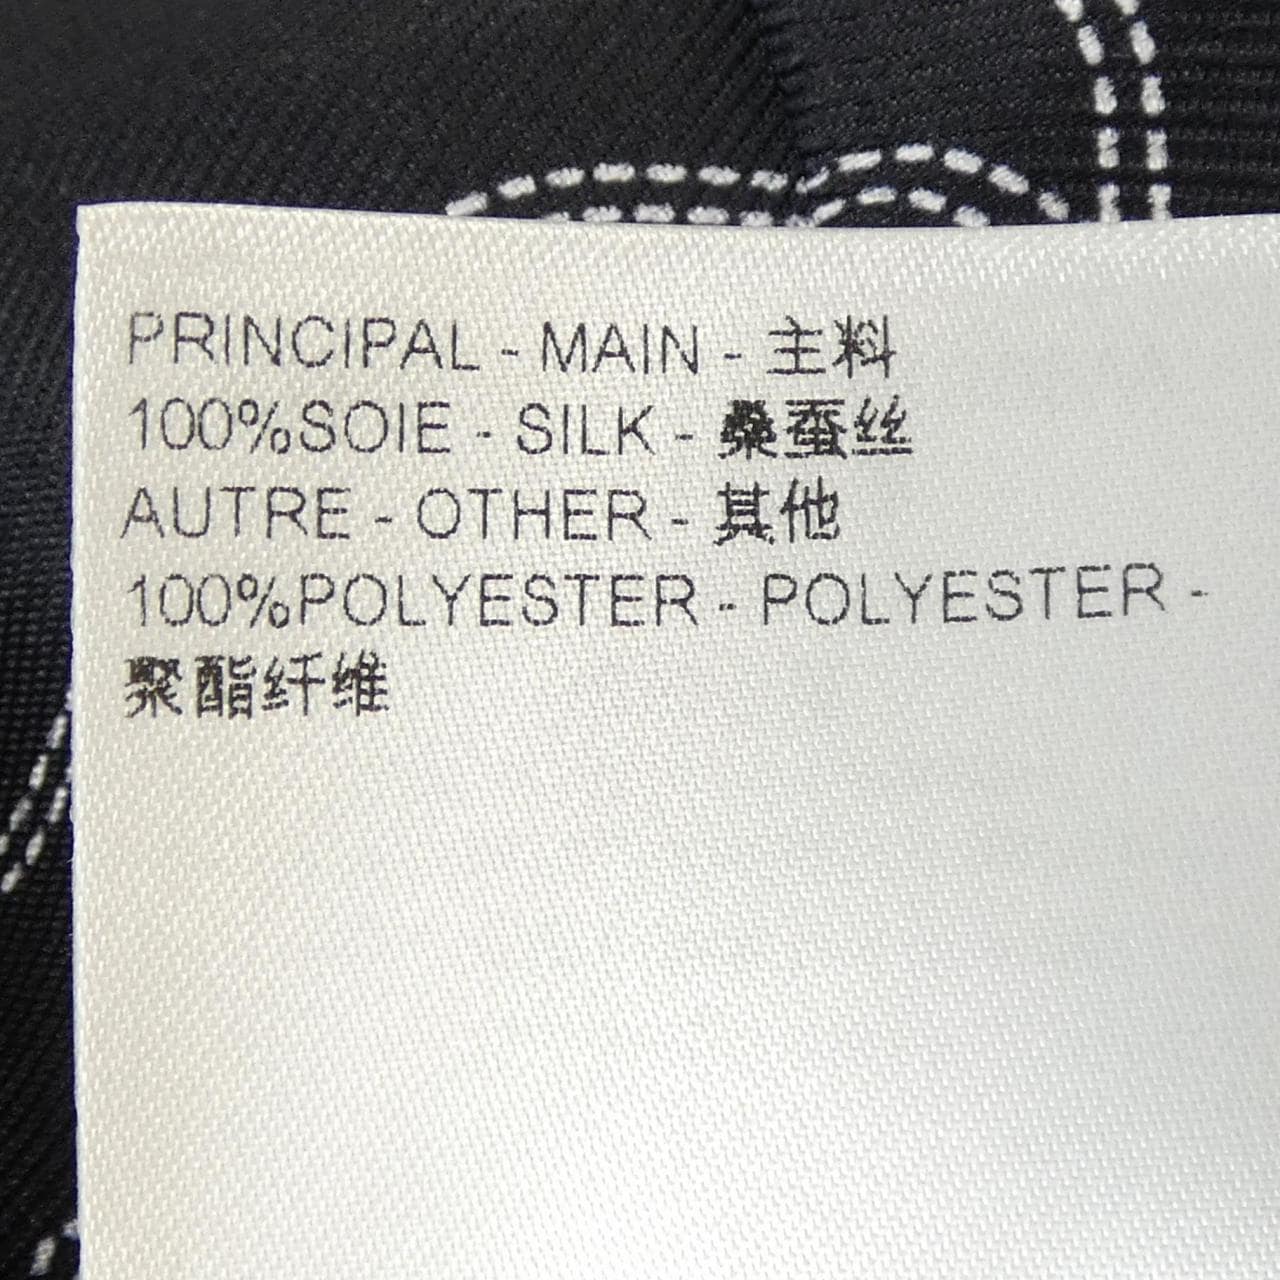 PRINCIPAL - MAIN - 主料
100%SOIE - SILK - 桑蚕丝
AUTRE - OTHER - 其他
100%POLYESTER - POLYESTER -
聚酯纤维